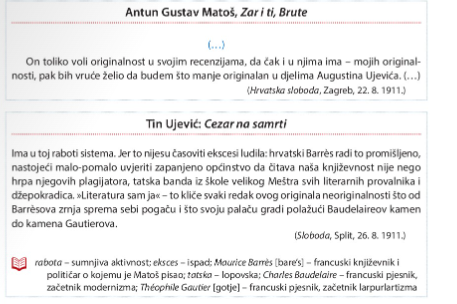 Antun Gustav Matoš, Zar i ti, Brute
(…)
On toliko voli originalnost u svojim recenzijama, da čak i u njima ima – mojih original-
nosti, pak bih vruće želio da budem što manje originalan u djelima Augustina Ujevića. (…)
(Hrvatska sloboda, Zagreb, 22. 8. 1911.)
Tin Ujević: Cezar na samrti
Ima u toj raboti sistema. Jer to nijesu časoviti ekscesi ludila: hrvatski Barrès radi to promišljeno,
nastojeći malo-pomalo uvjeriti zapanjeno općinstvo da čitava naša književnost nije nego
hrpa njegovih plagijatora, tatska banda iz škole velikog Meštra svih literarnih provalnika i
džepokradica. »Literatura sam ja« – to kliče svaki redak ovog originala neoriginalnosti što od
Barrèsova zrnja sprema sebi pogaču i što svoju palaču gradi polažući Baudelaireov kamen
do kamena Gautierova.
(Sloboda, Split, 26. 8. 1911.)
rabota – sumnjiva aktivnost; eksces – ispad; Maurice Barrès [bare's] – francuski književnik i
političar o kojemu je Matoš pisao; tatska – lopovska; Charles Baudelaire – francuski pjesnik,
začetnik modernizma; Théophile Gautier [gotje] – francuski pjesnik, začetnik larpurlartizma